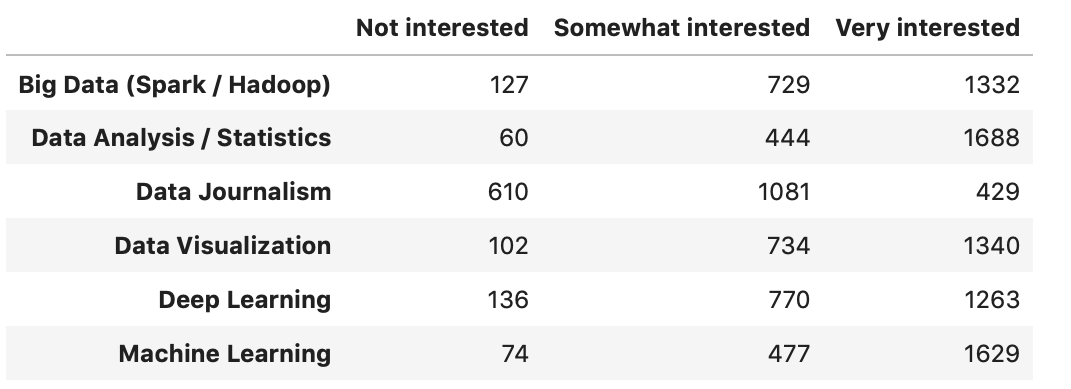 Not interested Somewhat interested Very interested
Big Data (Spark / Hadoop) 127 729 1332
Data Analysis / Statistics 60 444 1688
Data Journalism 610 1081 429
Data Visualization 102 734 1340
Deep Learning 136 770 1263
Machine Learning 74 477 1629